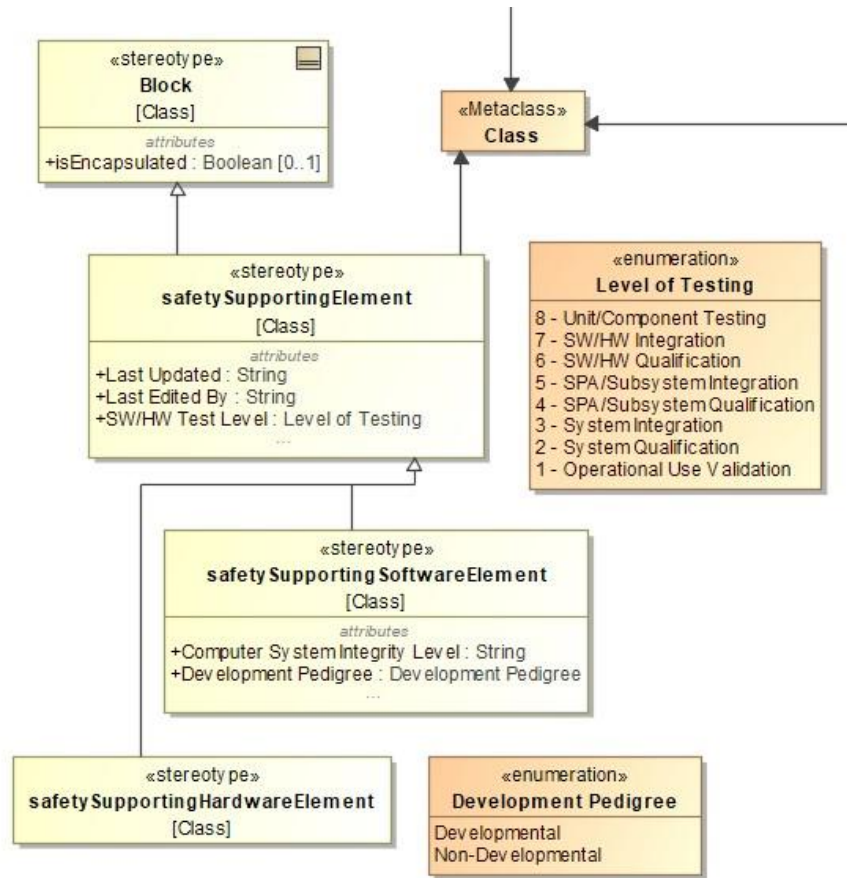 «stereotype»
Block
[Class]
attributes
+isEncapsulated : Boolean [0..1]
«Metaclass»
Class
«stereotype»
safetySupportingElement
[Class]
attributes
+Last Updated : String
+Last Edited By : String
+SW/HW Test Level : Level of Testing
...
«enumeration»
Level of Testing
8 - Unit/Component Testing
7 - SW/HW Integration
6 - SW/HW Qualification
5 - SPA/Subsystem Integration
4 - SPA/Subsystem Qualification
3 - System Integration
2 - System Qualification
1 - Operational Use Validation
«stereotype»
safetySupportingSoftwareElement
[Class]
attributes
+Computer System Integrity Level : String
+Development Pedigree : Development Pedigree
...
«stereotype»
safetySupportingHardwareElement
[Class]
«enumeration»
Development Pedigree
Developmental
Non-Developmental